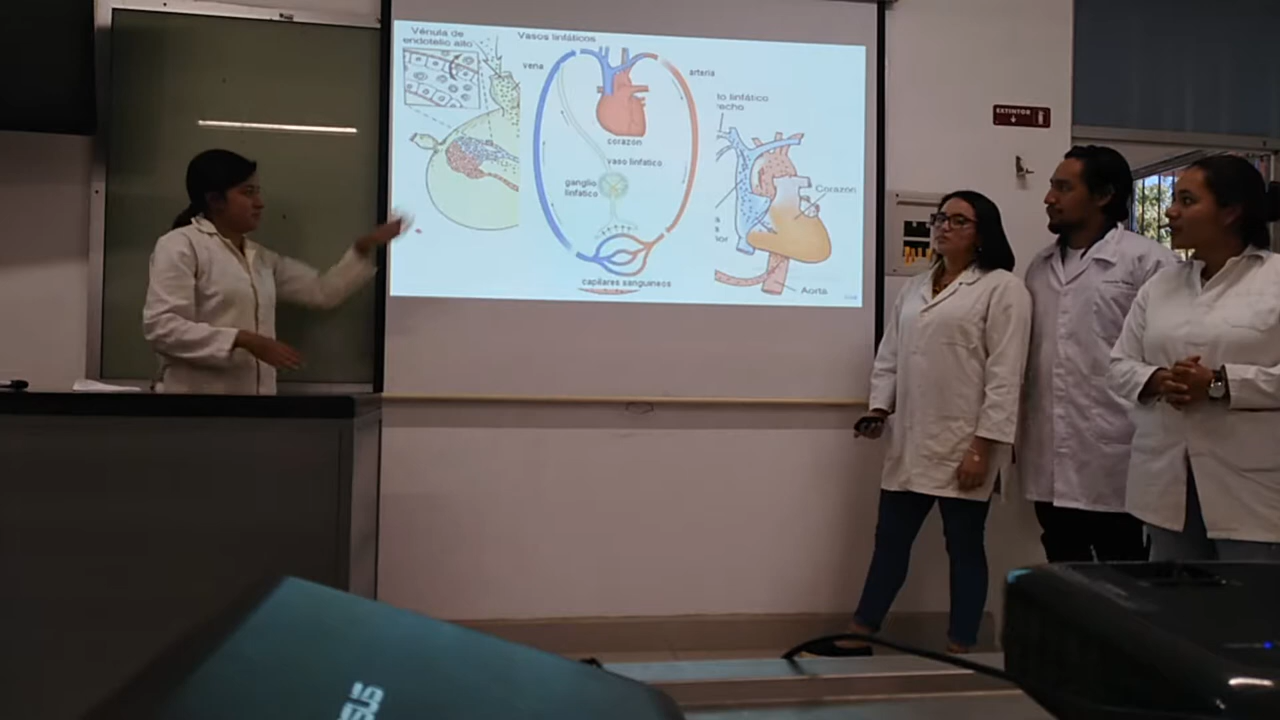 Vénula de
endotelio alto
Vasos linfáticos
vena
arteria
corazón
vaso linfático
ganglio
linfático
capilares sanguineos
to linfático
recho
Corazón
Aorta
EXTINTOR